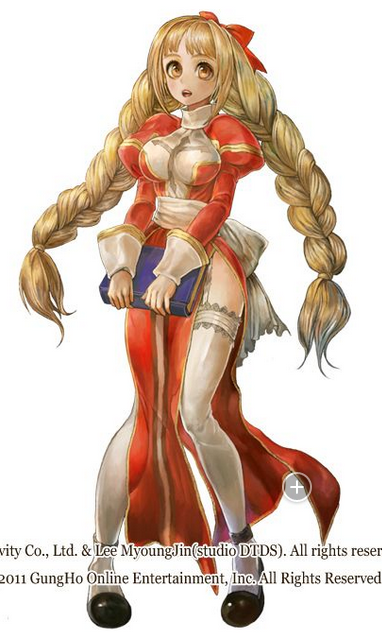 vity Co., Ltd. & Lee MyoungJin(studio DTDS). All rights reser
2011 GungHo Online Entertainment, Inc. All Rights Reserved